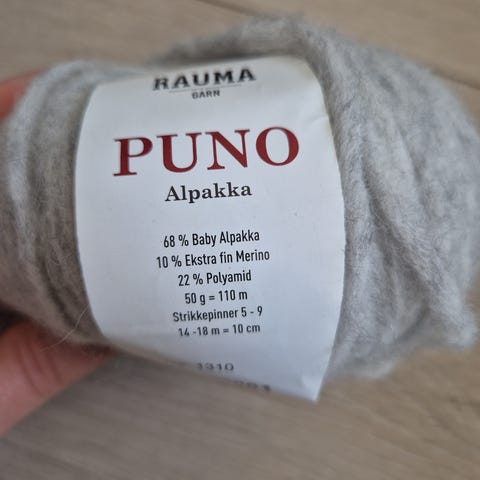 RAUMA
GARN
PUNO
Alpakka
68 % Baby Alpakka
10 % Ekstra fin Merino
22 % Polyamid
50 g = 110 m
Strikkepinner 5 - 9
14 -18 m = 10 cm
1310